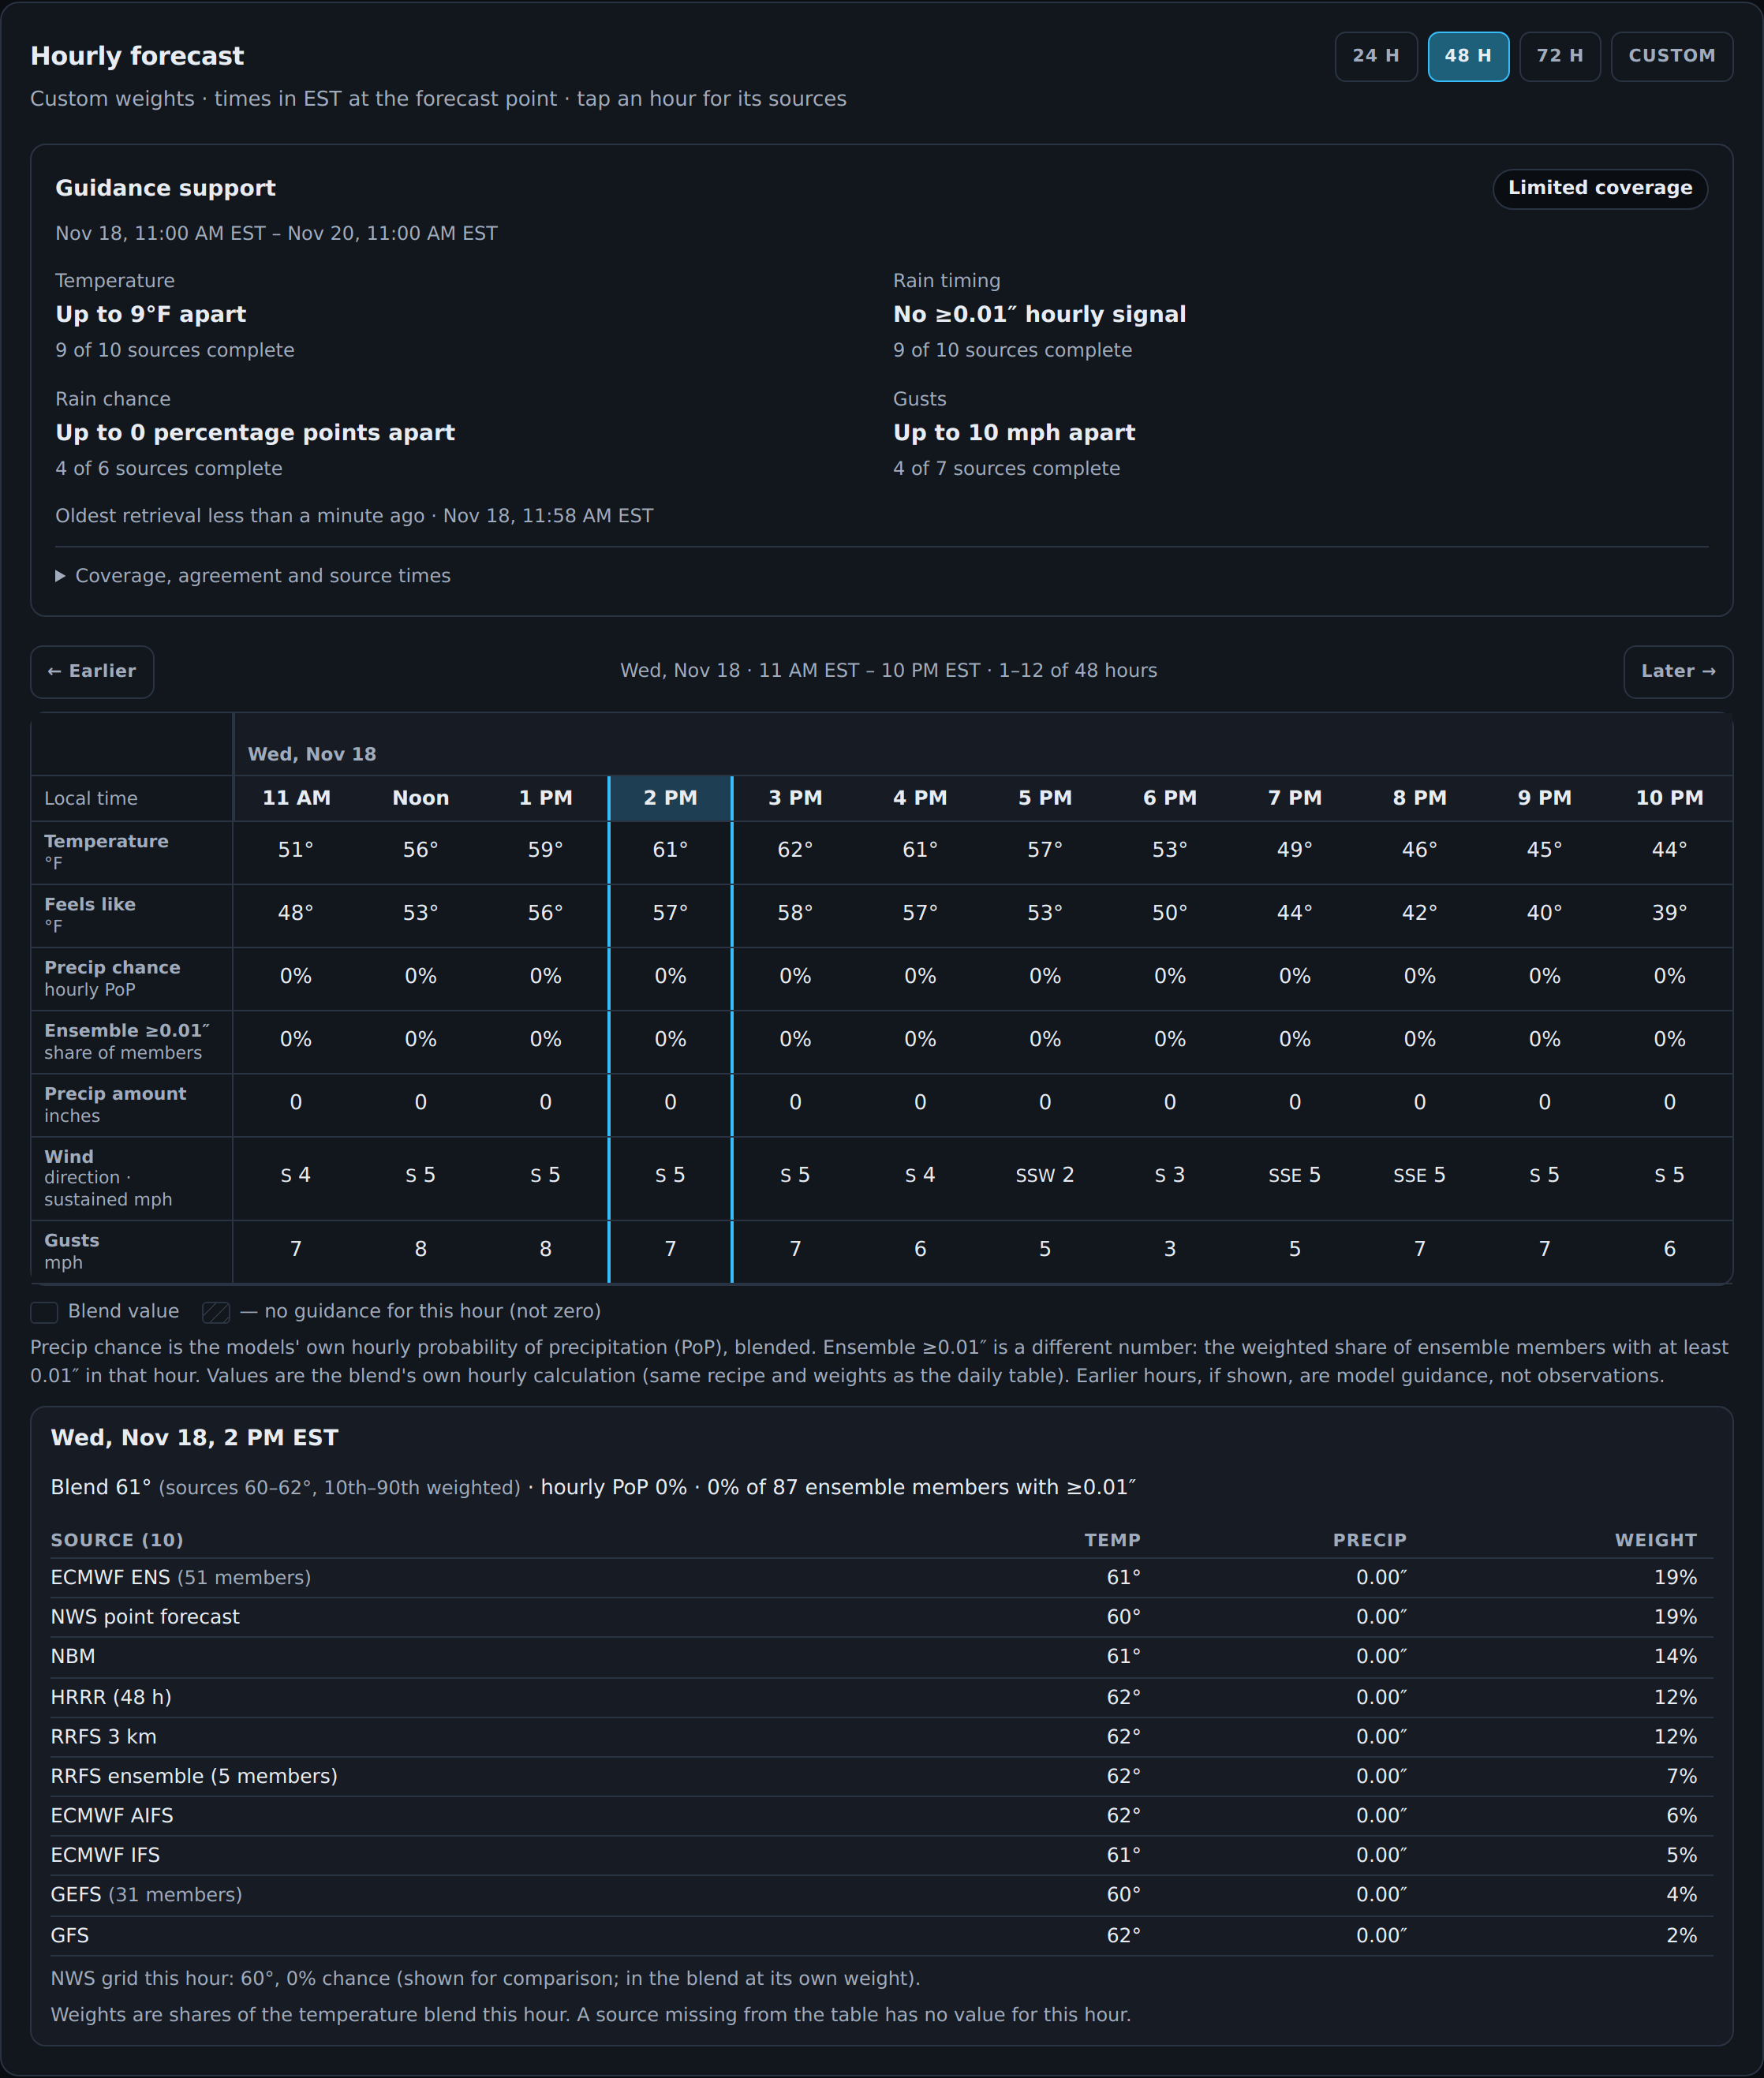 Hourly forecast
24 H
48 H
72 H
CUSTOM
Custom weights · times in EST at the forecast point · tap an hour for its sources
Guidance support
Limited coverage
Nov 18, 11:00 AM EST – Nov 20, 11:00 AM EST
Temperature
Up to 9°F apart
9 of 10 sources complete
Rain timing
No ≥0.01″ hourly signal
9 of 10 sources complete
Rain chance
Up to 0 percentage points apart
4 of 6 sources complete
Gusts
Up to 10 mph apart
4 of 7 sources complete
Oldest retrieval less than a minute ago · Nov 18, 11:58 AM EST
▶ Coverage, agreement and source times
← Earlier
Wed, Nov 18 · 11 AM EST – 10 PM EST · 1–12 of 48 hours
Later →
Wed, Nov 18
Local time 11 AM Noon 1 PM 2 PM 3 PM 4 PM 5 PM 6 PM 7 PM 8 PM 9 PM 10 PM
Temperature
°F
51° 56° 59° 61° 62° 61° 57° 53° 49° 46° 45° 44°
Feels like
°F
48° 53° 56° 57° 58° 57° 53° 50° 44° 42° 40° 39°
Precip chance
hourly PoP
0% 0% 0% 0% 0% 0% 0% 0% 0% 0% 0% 0%
Ensemble ≥0.01″
share of members
0% 0% 0% 0% 0% 0% 0% 0% 0% 0% 0% 0%
Precip amount
inches
0 0 0 0 0 0 0 0 0 0 0 0
Wind
direction ·
sustained mph
S 4 S 5 S 5 S 5 S 5 S 4 SSW 2 S 3 SSE 5 SSE 5 S 5 S 5
Gusts
mph
7 8 8 7 7 6 5 3 5 7 7 6
Blend value
— no guidance for this hour (not zero)
Precip chance is the models' own hourly probability of precipitation (PoP), blended. Ensemble ≥0.01″ is a different number: the weighted share of ensemble members with at least
0.01″ in that hour. Values are the blend's own hourly calculation (same recipe and weights as the daily table). Earlier hours, if shown, are model guidance, not observations.
Wed, Nov 18, 2 PM EST
Blend 61° (sources 60–62°, 10th–90th weighted) · hourly PoP 0% · 0% of 87 ensemble members with ≥0.01″
SOURCE (10) TEMP PRECIP WEIGHT
ECMWF ENS (51 members) 61° 0.00″ 19%
NWS point forecast 60° 0.00″ 19%
NBM 61° 0.00″ 14%
HRRR (48 h) 62° 0.00″ 12%
RRFS 3 km 62° 0.00″ 12%
RRFS ensemble (5 members) 62° 0.00″ 7%
ECMWF AIFS 62° 0.00″ 6%
ECMWF IFS 61° 0.00″ 5%
GEFS (31 members) 60° 0.00″ 4%
GFS 62° 0.00″ 2%
NWS grid this hour: 60°, 0% chance (shown for comparison; in the blend at its own weight).
Weights are shares of the temperature blend this hour. A source missing from the table has no value for this hour.